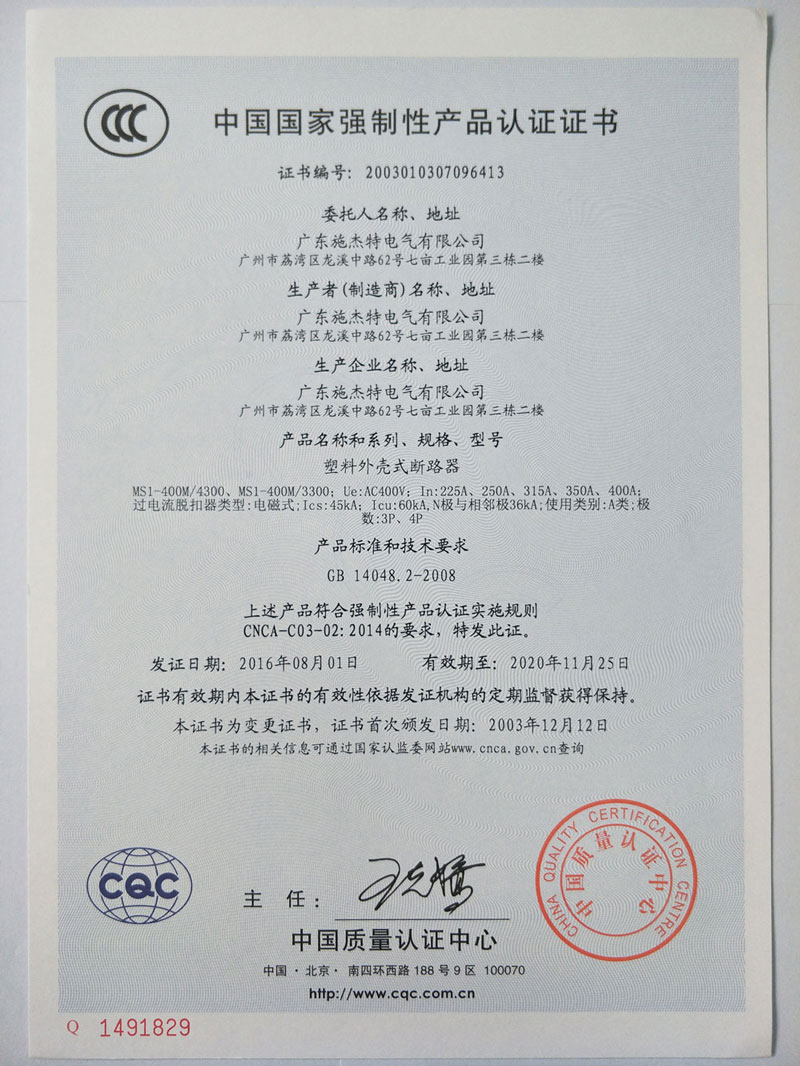 CCC
中国国家强制性产品认证证书
证书编号: 2003010307096413
委托人名称、地址
广东施杰特电气有限公司
广州市荔湾区龙溪中路62号七亩工业园第三栋二楼
生产者(制造商)名称、地址
广东施杰特电气有限公司
广州市荔湾区龙溪中路62号七亩工业园第三栋二楼
生产企业名称、地址
广东施杰特电气有限公司
广州市荔湾区龙溪中路62号七亩工业园第三栋二楼
产品名称和系列、规格、型号
塑料外壳式断路器
MS1-400M/4300、MS1-400M/3300; Ue:AC400V; In:225A、250A、315A、350A、400A;
过电流脱扣器类型:电磁式;Ics:45kA; Icu:60kA,N极与相邻极36kA;使用类别:A类;极
数:3P、4P
产品标准和技术要求
GB 14048.2-2008
上述产品符合强制性产品认证实施规则
CNCA-C03-02:2014的要求,特发此证。
发证日期: 2016年08月01日 有效期至: 2020年11月25日
证书有效期内本证书的有效性依据发证机构的定期监督获得保持。
本证书为变更证书,证书首次颁发日期: 2003年12月12日
本证书的相关信息可通过国家认监委网站www.cnca.gov.cn查询
CQC
主 任:
CHINA QUALITY CERTIFICATION CENTRE
中国质量认证中心
中国质量认证中心
中国·北京·南四环西路188号9区 100070
http://www.cqc.com.cn
Q 1491829